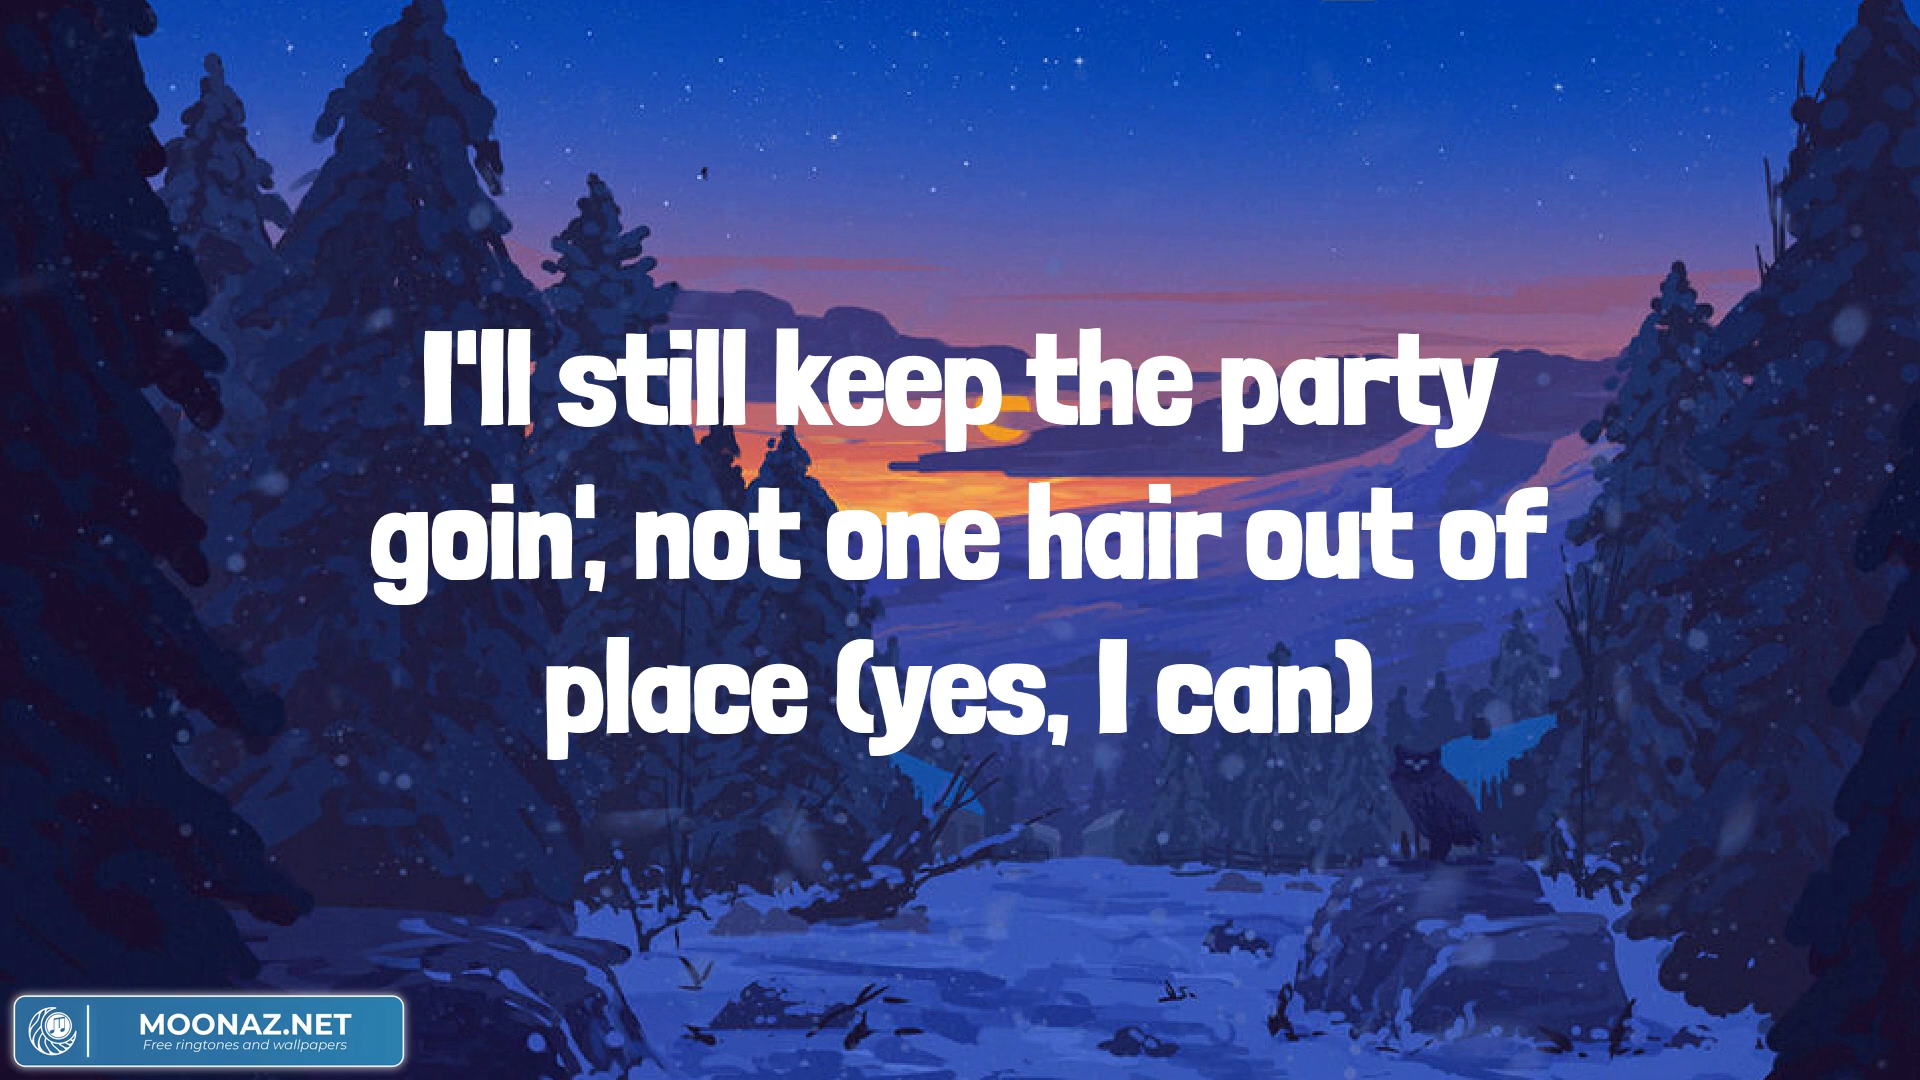 I'll still keep the party
goin', not one hair out of
place (yes, I can)
MOONAZ.NET
Free ringtones and wallpapers